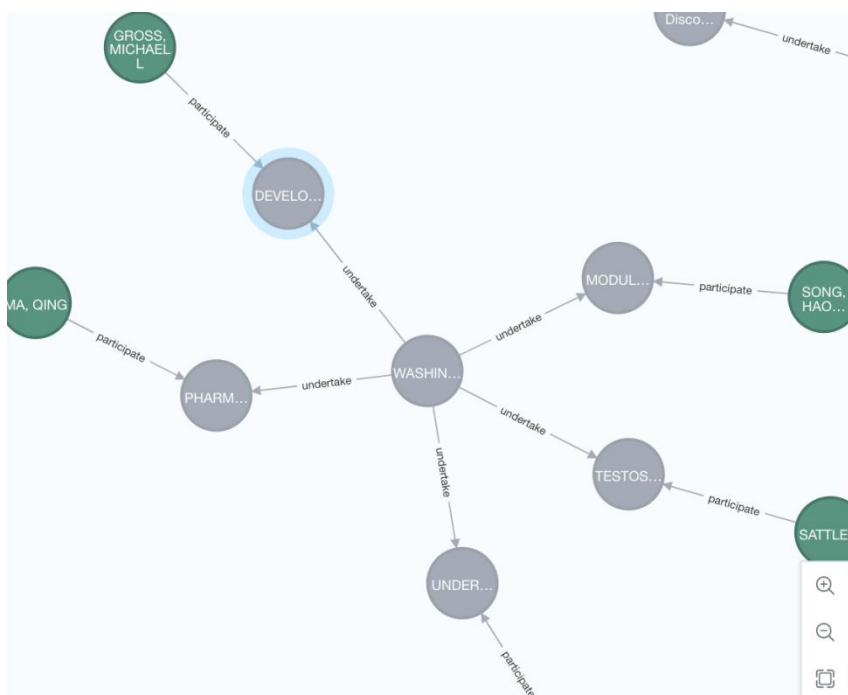 GROSS,
MICHAEL
L
Disco…
undertake
participate
DEVELO…
undertake
MA, QING
MODUL…
participate
SONG,
HAO…
participate
undertake
WASHIN…
undertake
PHARM…
undertake
undertake
TESTOS…
participate
SATTLE
UNDER…
participate